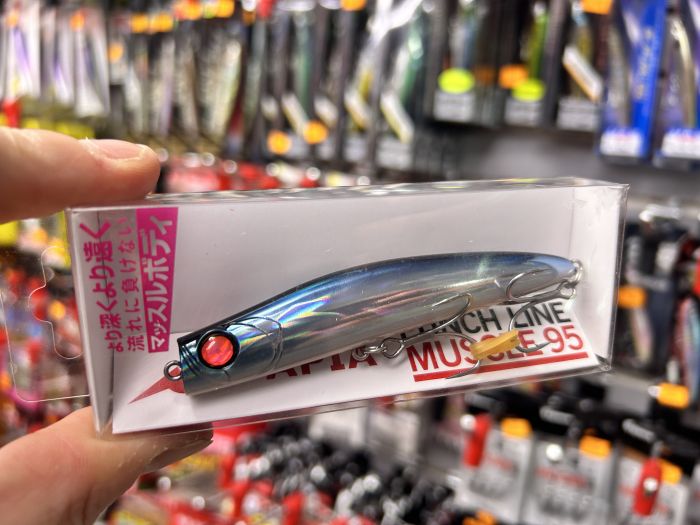 より深くより遠く
流れに負けない
マッスルボディ
APIA
PUNCH LINE
MUSCLE 95